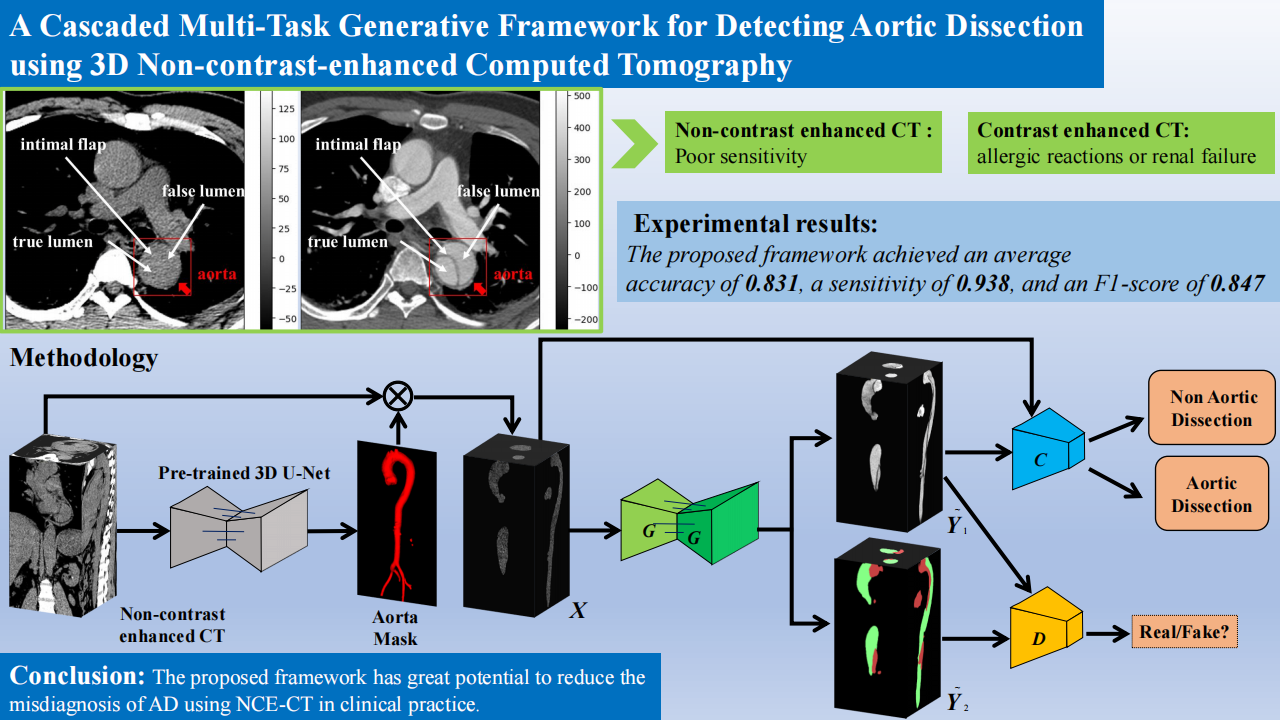 A Cascaded Multi-Task Generative Framework for Detecting Aortic Dissection
using 3D Non-contrast-enhanced Computed Tomography
intimal flap
false lumen
true lumen
aorta
125
100
75
50
25
0
−25
−50
intimal flap
false lumen
true lumen
aorta
500
400
300
200
100
0
−100
−200
Non-contrast enhanced CT :
Poor sensitivity
Contrast enhanced CT:
allergic reactions or renal failure
Experimental results:
The proposed framework achieved an average
accuracy of 0.831, a sensitivity of 0.938, and an F1-score of 0.847
Methodology
Pre-trained 3D U-Net
Non-contrast
enhanced CT
Aorta
Mask
X
G
G
Ỹ1
Ỹ2
C
D
Non Aortic
Dissection
Aortic
Dissection
Real/Fake?
Conclusion: The proposed framework has great potential to reduce the
misdiagnosis of AD using NCE-CT in clinical practice.